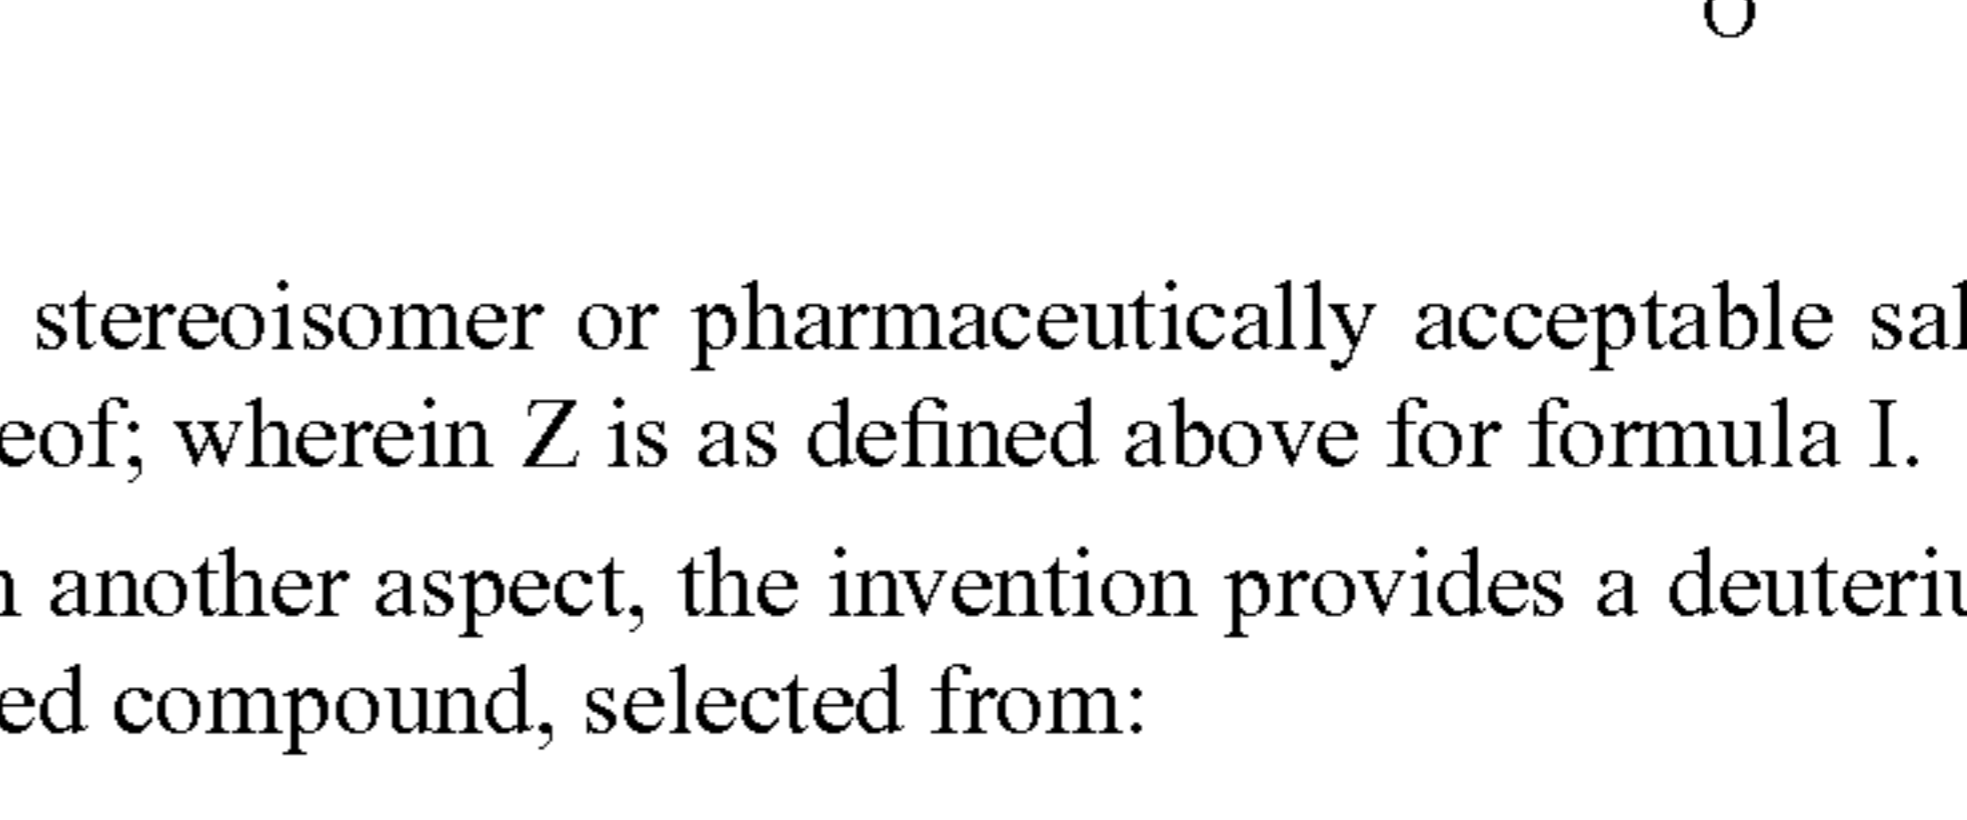 stereoisomer or pharmaceutically acceptable sal
eof; wherein Z is as defined above for formula I.
n another aspect, the invention provides a deuteriu
ed compound, selected from: